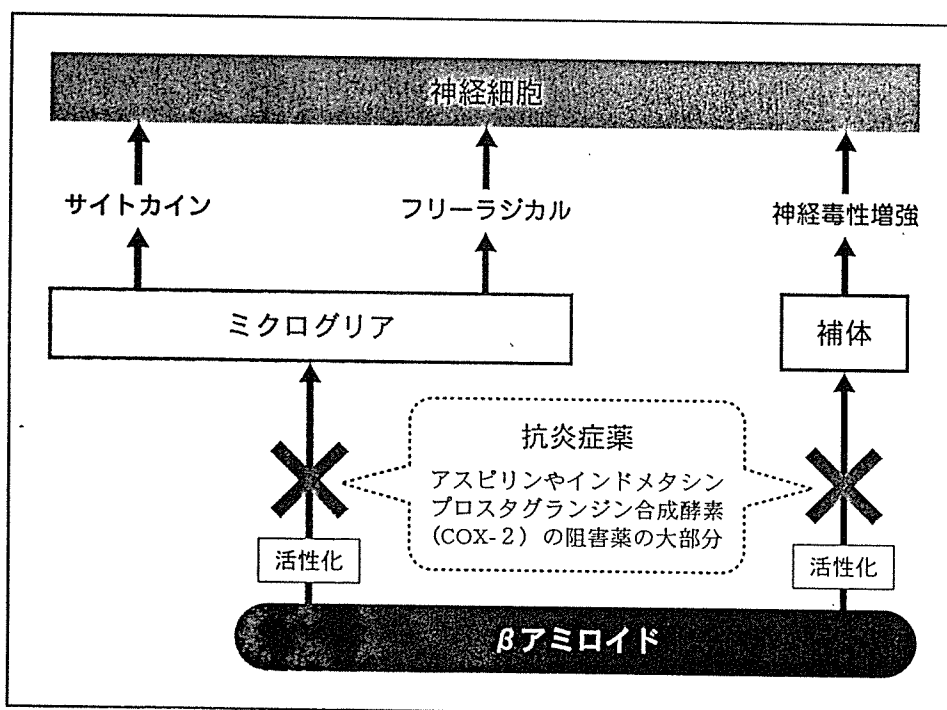 神経細胞
サイトカイン
フリーラジカル
神経毒性増強
ミクログリア
補体
抗炎症薬
アスピリンやインドメタシン
プロスタグランジン合成酵素
(COX-2)の阻害薬の大部分
活性化
活性化
βアミロイド